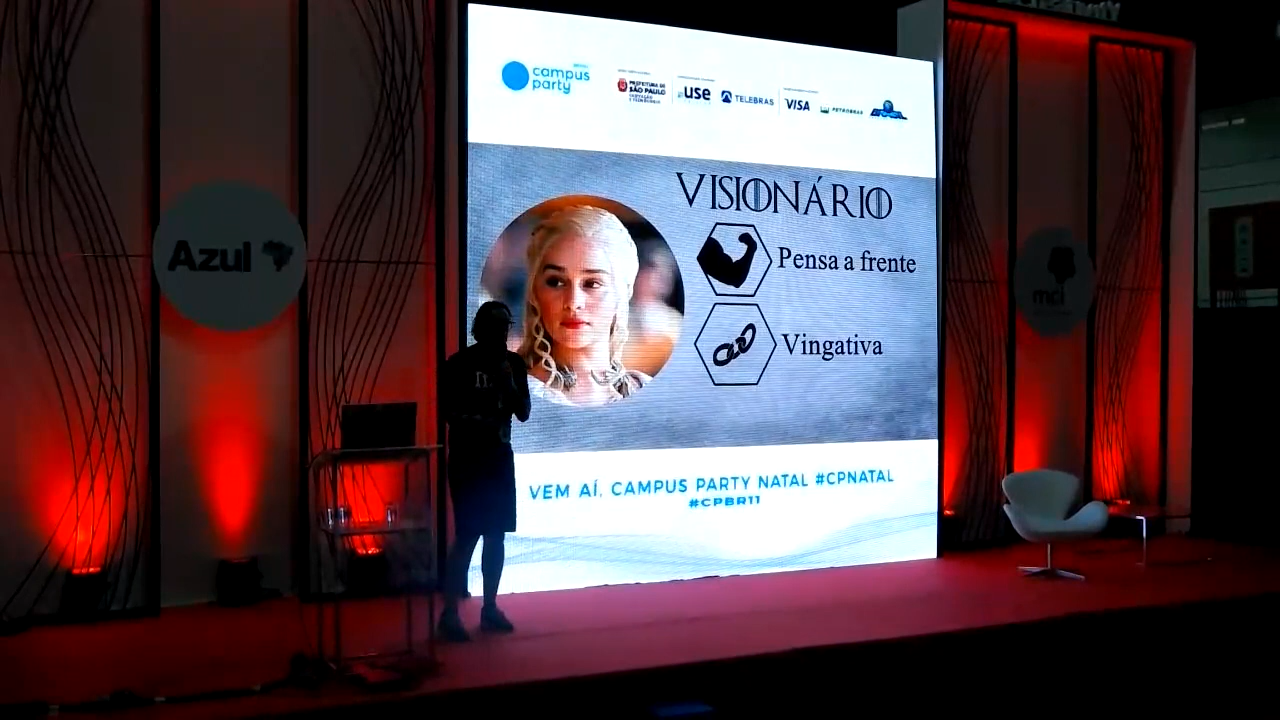 campus
party
PREFEITURA DE
SÃO PAULO
USE
TELEBRAS
VISA
PETROBRAS
VISIONÁRIO
Pensa a frente
Vingativa
Azul
mci
VEM AÍ, CAMPUS PARTY NATAL #CPNATAL
#CPBR11